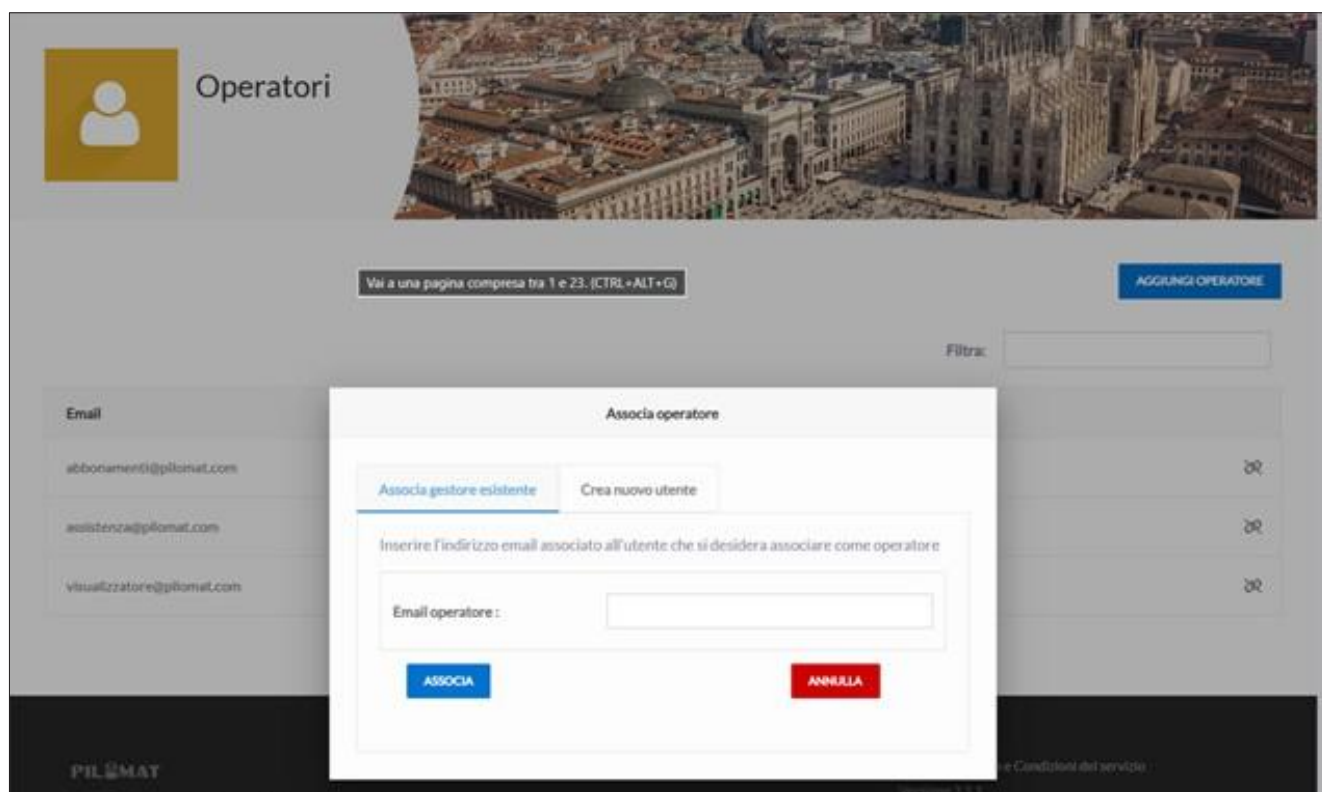 Operatori
Vai a una pagina compresa tra 1 e 23. (CTRL+ALT+G)
AGGIUNGI OPERATORE
Filtra:
Email
Associa operatore
abbonamenti@pilomat.com
Associa gestore esistente
Crea nuovo utente
assistenza@pilomat.com
Inserire l'indirizzo email associato all'utente che si desidera associare come operatore
visualizzatore@pilomat.com
Email operatore :
ASSOCIA
ANNULLA
PILOMAT
e Condizioni del servizio